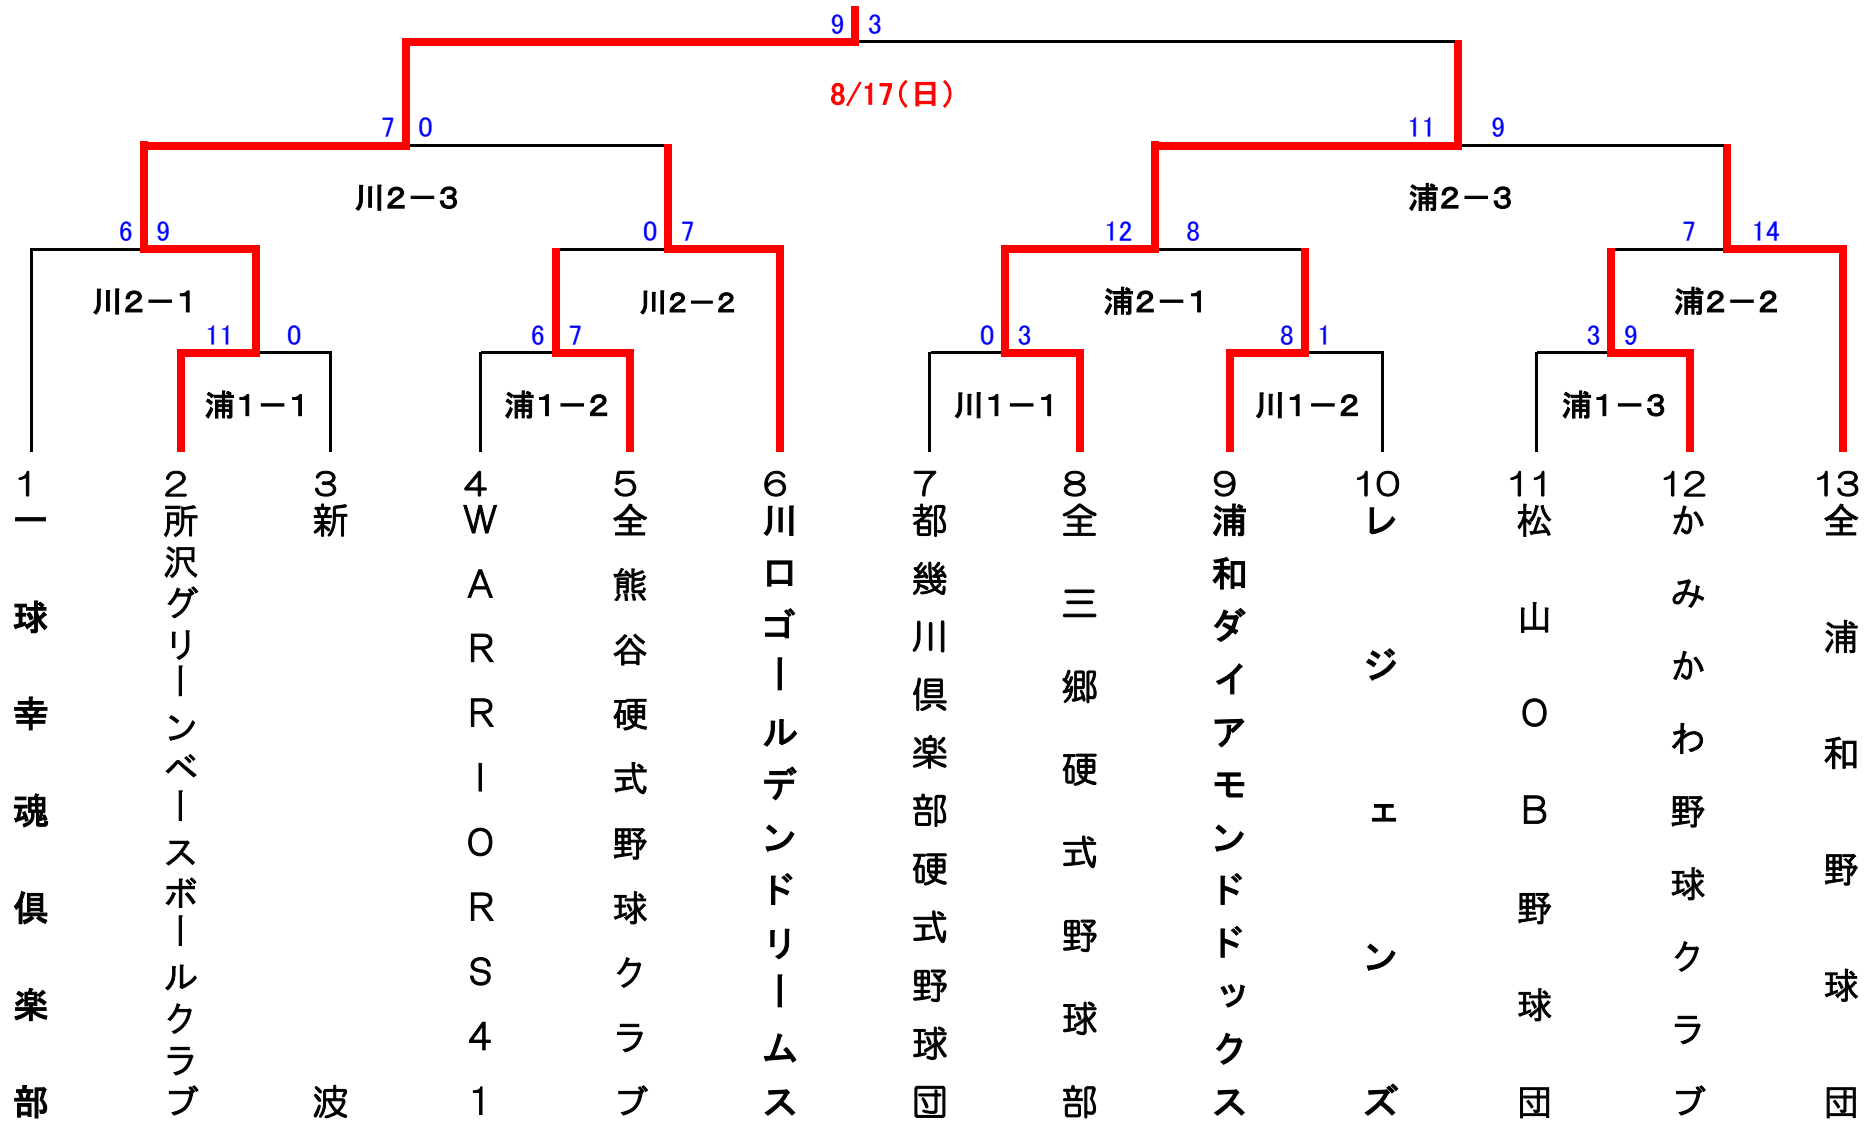 9 3
8/17(日)
7 0 11 9
川2-3 浦2-3
6 9 0 7 12 8 7 14
川2-1 川2-2 浦2-1 浦2-2
11 0 6 7 0 3 8 1 3 9
浦1-1 浦1-2 川1-1 川1-2 浦1-3
1 一球幸魂倶楽部
2 所沢グリーンベースボールクラブ
3 新波
4 WARRIORS41
5 全熊谷硬式野球クラブ
6 川口ゴールデンドリームス
7 都幾川倶楽部硬式野球団
8 全三郷硬式野球部
9 浦和ダイアモンドドックス
10 レジェンズ
11 松山OB野球団
12 かみかわ野球クラブ
13 全浦和野球団